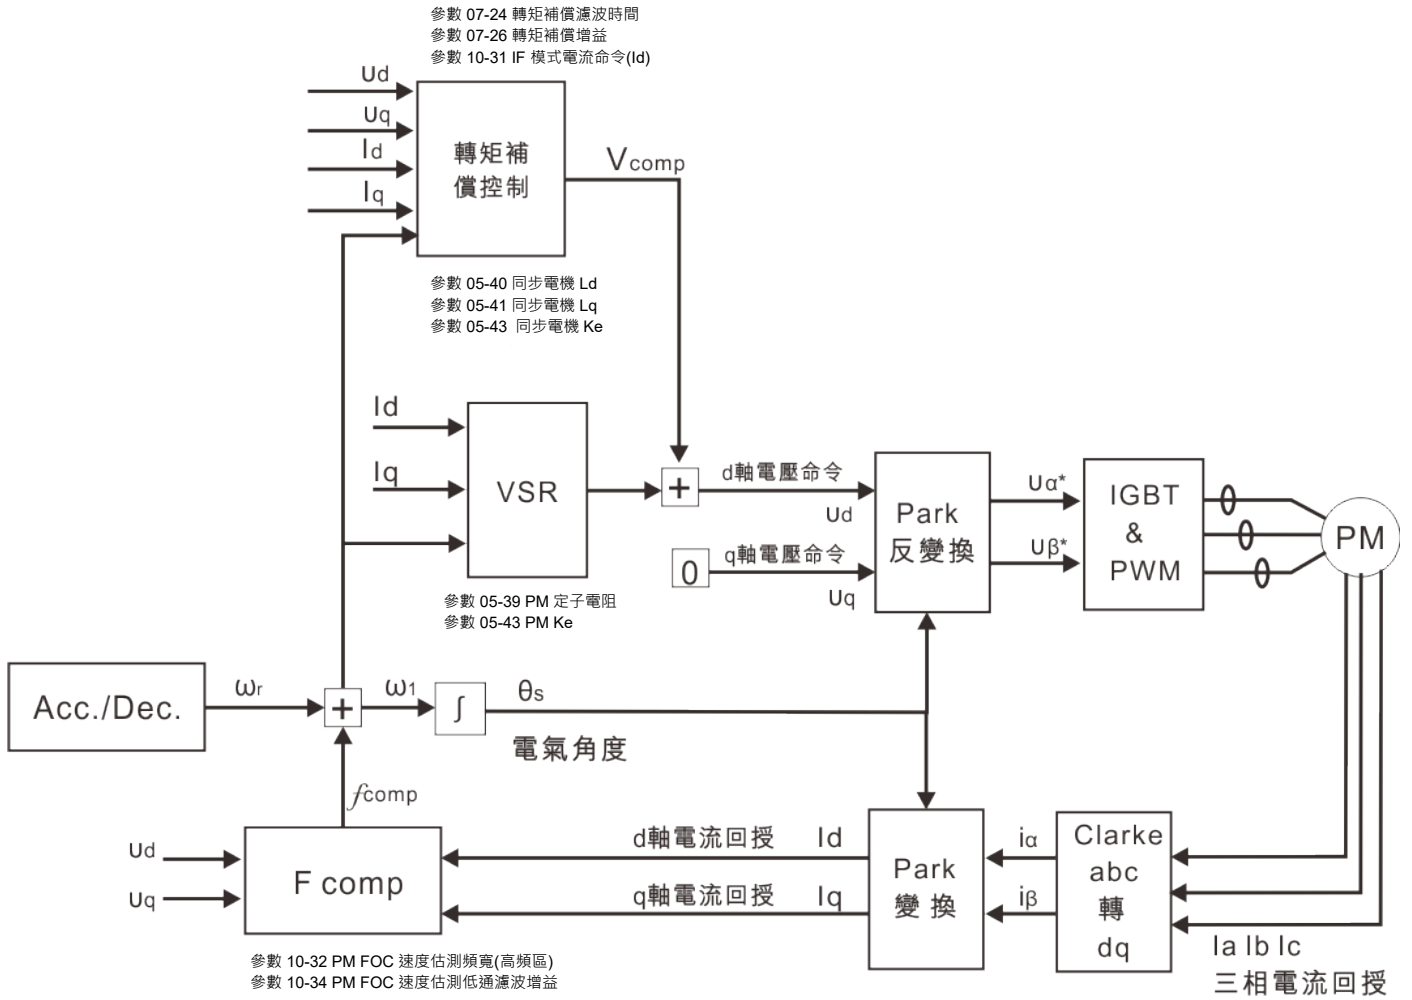 參數 07-24 轉矩補償濾波時間
參數 07-26 轉矩補償增益
參數 10-31 IF 模式電流命令(Id)
Ud
Uq
Id
Iq
轉矩補
償控制
Vcomp
參數 05-40 同步電機 Ld
參數 05-41 同步電機 Lq
參數 05-43 同步電機 Ke
Id
Iq
VSR
+
d軸電壓命令
Ud
0
q軸電壓命令
Uq
Park
反變換
Uα*
Uβ*
IGBT
&
PWM
PM
參數 05-39 PM 定子電阻
參數 05-43 PM Ke
Acc./Dec.
ωr
+
ω1
∫
θs
電氣角度
fcomp
Ud
Uq
F comp
d軸電流回授 Id
q軸電流回授 Iq
Park
變換
iα
iβ
Clarke
abc
轉
dq
Ia Ib Ic
三相電流回授
參數 10-32 PM FOC 速度估測頻寬(高頻區)
參數 10-34 PM FOC 速度估測低通濾波增益